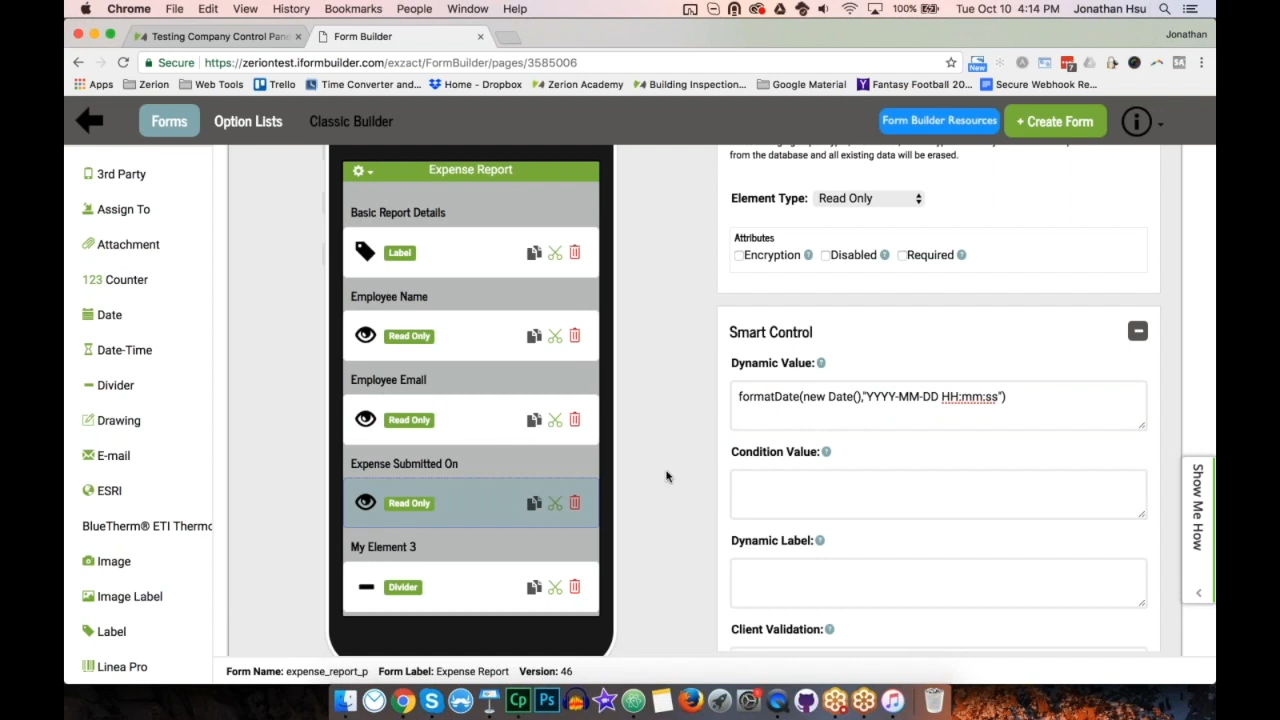 Chrome File Edit View History Bookmarks People Window Help 100% Tue Oct 10 4:14 PM Jonathan Hsu
Testing Company Control Pan × Form Builder × Jonathan
Secure https://zeriontest.iformbuilder.com/exzact/FormBuilder/pages/3585006 New 7
Apps Zerion Web Tools Trello Time Converter and... Home - Dropbox Zerion Academy Building Inspection... Google Material Fantasy Football 20... Secure Webhook Re...
Forms Option Lists Classic Builder Form Builder Resources + Create Form
3rd Party
Assign To
Attachment
123 Counter
Date
Date-Time
Divider
Drawing
E-mail
ESRI
BlueTherm® ETI Thermo
Image
Image Label
Label
Linea Pro
Expense Report
Basic Report Details
Label
Employee Name
Read Only
Employee Email
Read Only
Expense Submitted On
Read Only
My Element 3
Divider
from the database and all existing data will be erased.
Element Type: Read Only
Attributes
Encryption ? Disabled ? Required ?
Smart Control
Dynamic Value: ?
formatDate(new Date(),"YYYY-MM-DD HH:mm:ss")
Condition Value: ?
Dynamic Label: ?
Client Validation: ?
Show Me How
Form Name: expense_report_p Form Label: Expense Report Version: 46
Cp Ps